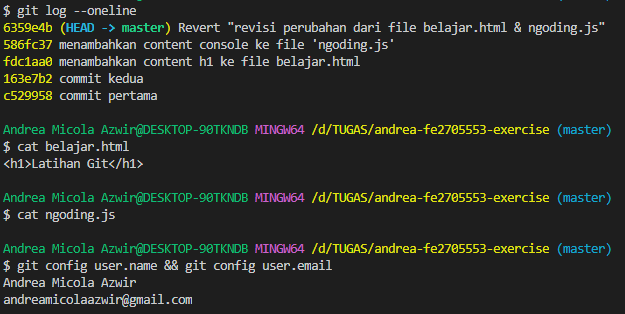 $ git log --oneline
6359e4b (HEAD -> master) Revert "revisi perubahan dari file belajar.html & ngoding.js"
586fc37 menambahkan content console ke file 'ngoding.js'
fdc1aa0 menambahkan content h1 ke file belajar.html
163e7b2 commit kedua
c529958 commit pertama
Andrea Micola Azwir@DESKTOP-90TKNDB MINGW64 /d/TUGAS/andrea-fe2705553-exercise (master)
$ cat belajar.html
<h1>Latihan Git</h1>
Andrea Micola Azwir@DESKTOP-90TKNDB MINGW64 /d/TUGAS/andrea-fe2705553-exercise (master)
$ cat ngoding.js
Andrea Micola Azwir@DESKTOP-90TKNDB MINGW64 /d/TUGAS/andrea-fe2705553-exercise (master)
$ git config user.name && git config user.email
Andrea Micola Azwir
andreamicolaazwir@gmail.com